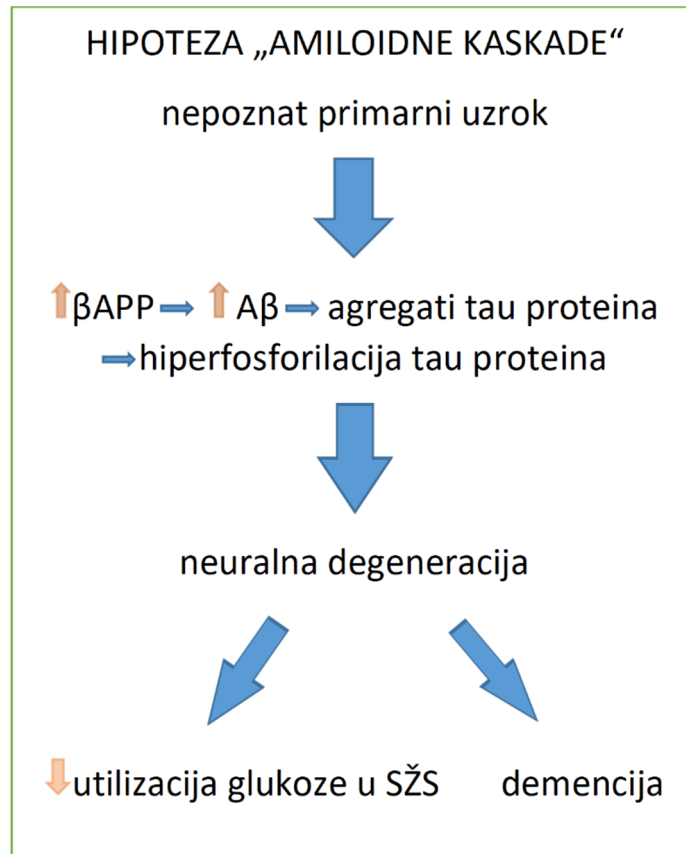 HIPOTEZA „AMILOIDNE KASKADE“
nepoznat primarni uzrok
βAPP Aβ agregati tau proteina
hiperfosforilacija tau proteina
neuralna degeneracija
utilizacija glukoze u SŽS demencija